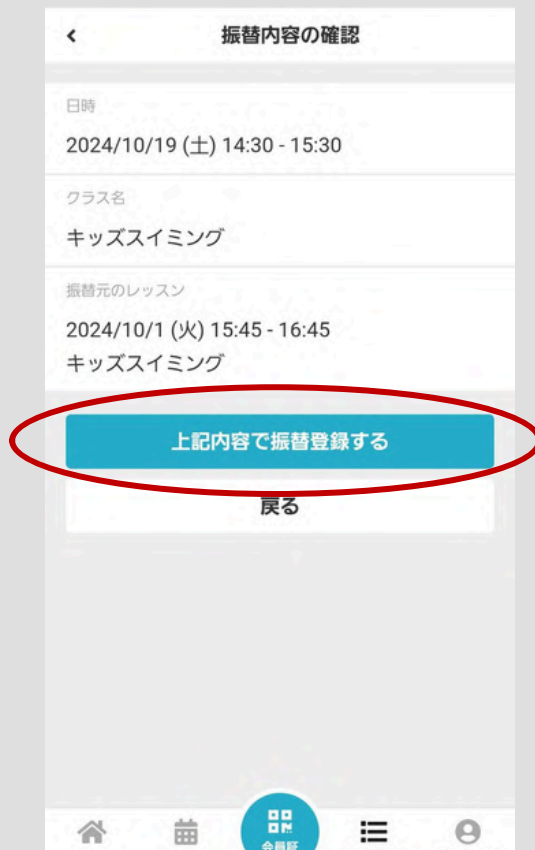 振替内容の確認
日時
2024/10/19 (土) 14:30 - 15:30
クラス名
キッズスイミング
振替元のレッスン
2024/10/1 (火) 15:45 - 16:45
キッズスイミング
上記内容で振替登録する
戻る
会員証